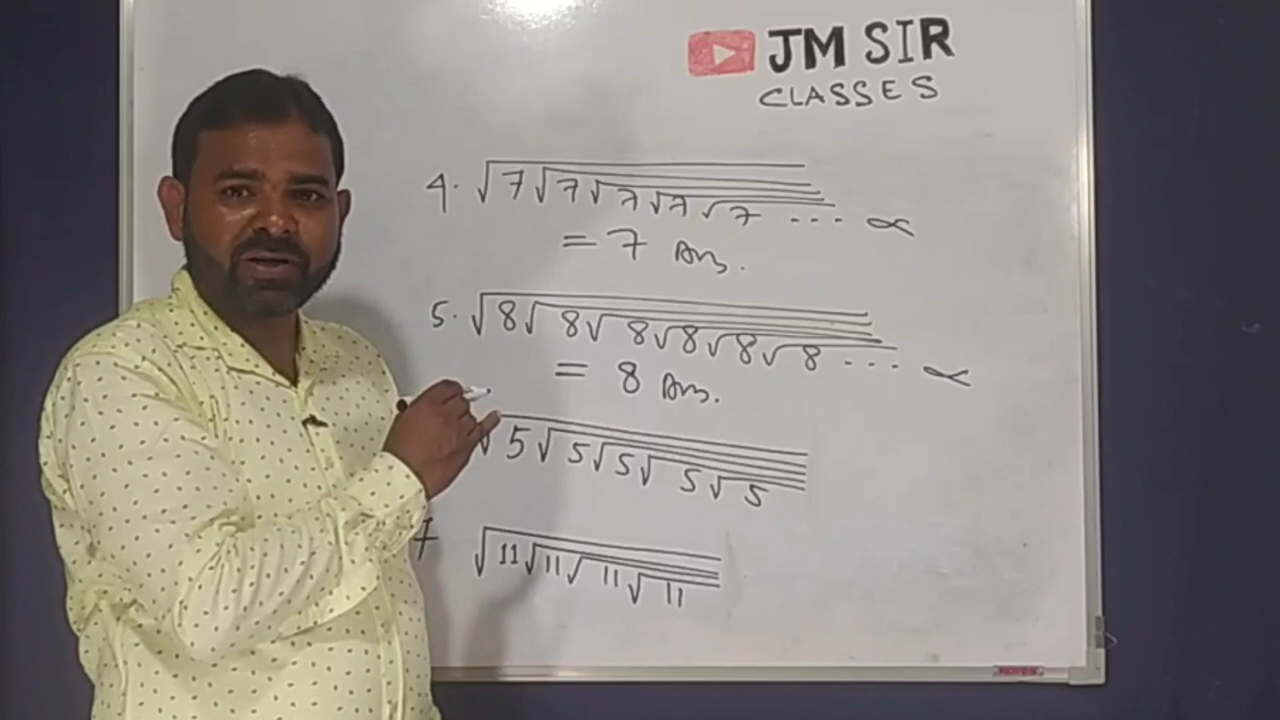 JM SIR
CLASSES
4. √7√7√7√7√7 ... ∝
= 7 Ans.
5. √8√8√8√8√8√8 ... ∝
= 8 Ans.
√5√5√5√5√5
7 √11√11√11√11